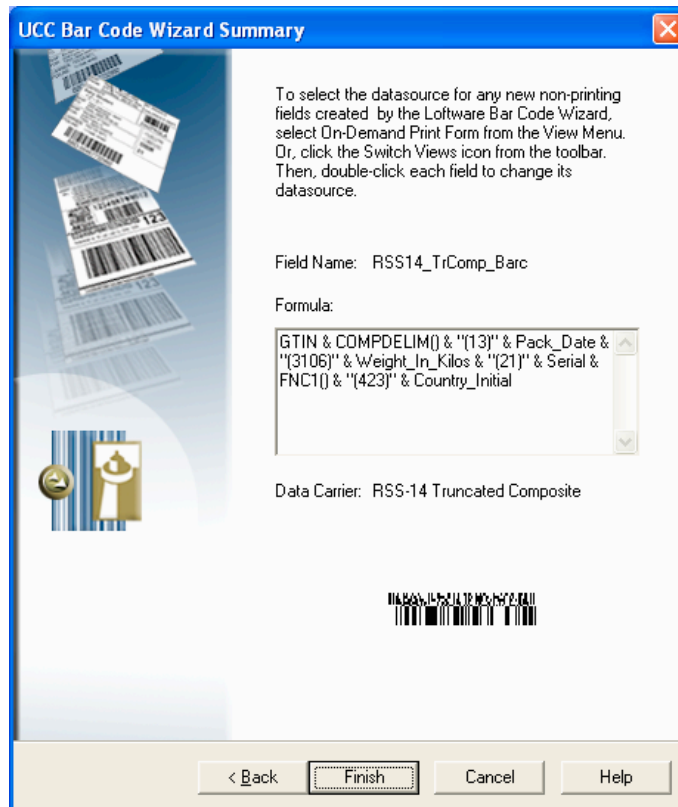 UCC Bar Code Wizard Summary
To select the datasource for any new non-printing
fields created by the Loftware Bar Code Wizard,
select On-Demand Print Form from the View Menu.
Or, click the Switch Views icon from the toolbar.
Then, double-click each field to change its
datasource.
Field Name: RSS14_TrComp_Barc
Formula:
GTIN & COMPDELIM() & "(13)" & Pack_Date &
"(3106)" & Weight_In_Kilos & "(21)" & Serial &
FNC1() & "(423)" & Country_Initial
Data Carrier: RSS-14 Truncated Composite
< Back
Finish
Cancel
Help